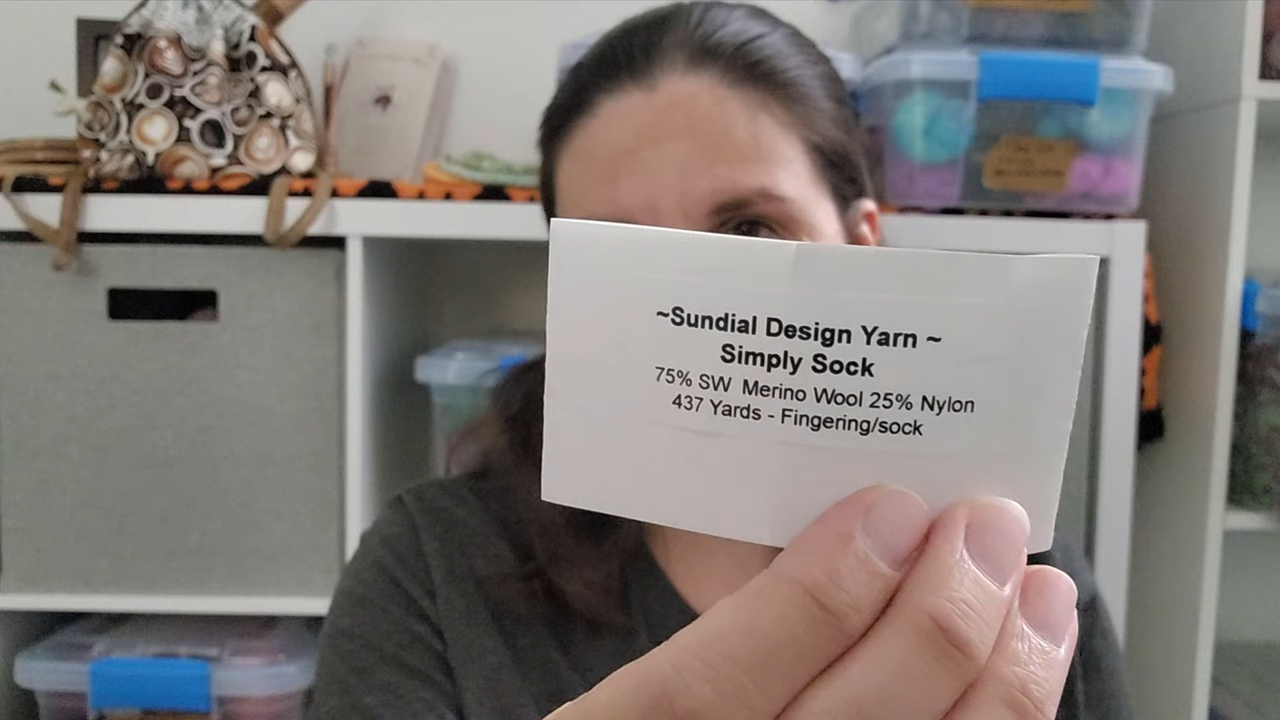 ~Sundial Design Yarn ~
Simply Sock
75% SW  Merino Wool 25% Nylon
437 Yards - Fingering/sock